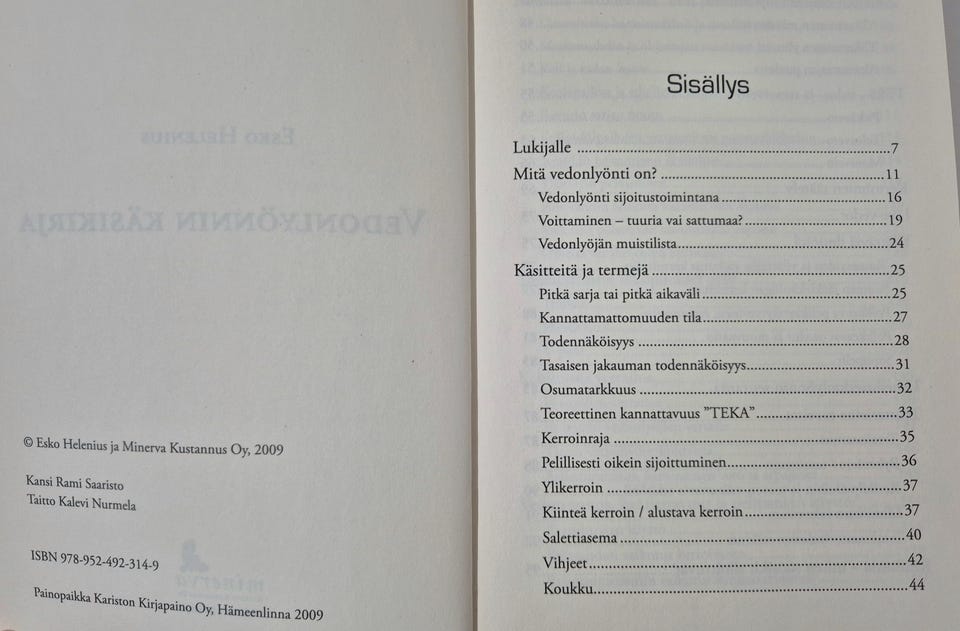 ESKO HELENIUS
VEDONLYÖNNIN KÄSIKIRJA
© Esko Helenius ja Minerva Kustannus Oy, 2009
Kansi Rami Saaristo
Taitto Kalevi Nurmela
ISBN 978-952-492-314-9
minerva
Painopaikka Kariston Kirjapaino Oy, Hämeenlinna 2009
Sisällys
Lukijalle ...7
Mitä vedonlyönti on? ...11
Vedonlyönti sijoitustoimintana ...16
Voittaminen – tuuria vai sattumaa? ...19
Vedonlyöjän muistilista ...24
Käsitteitä ja termejä ...25
Pitkä sarja tai pitkä aikaväli ...25
Kannattamattomuuden tila ...27
Todennäköisyys ...28
Tasaisen jakauman todennäköisyys ...31
Osumatarkkuus ...32
Teoreettinen kannattavuus ”TEKA” ...33
Kerroinraja ...35
Pelillisesti oikein sijoittuminen ...36
Ylikerroin ...37
Kiinteä kerroin / alustava kerroin ...37
Salettiasema ...40
Vihjeet ...42
Koukku ...44